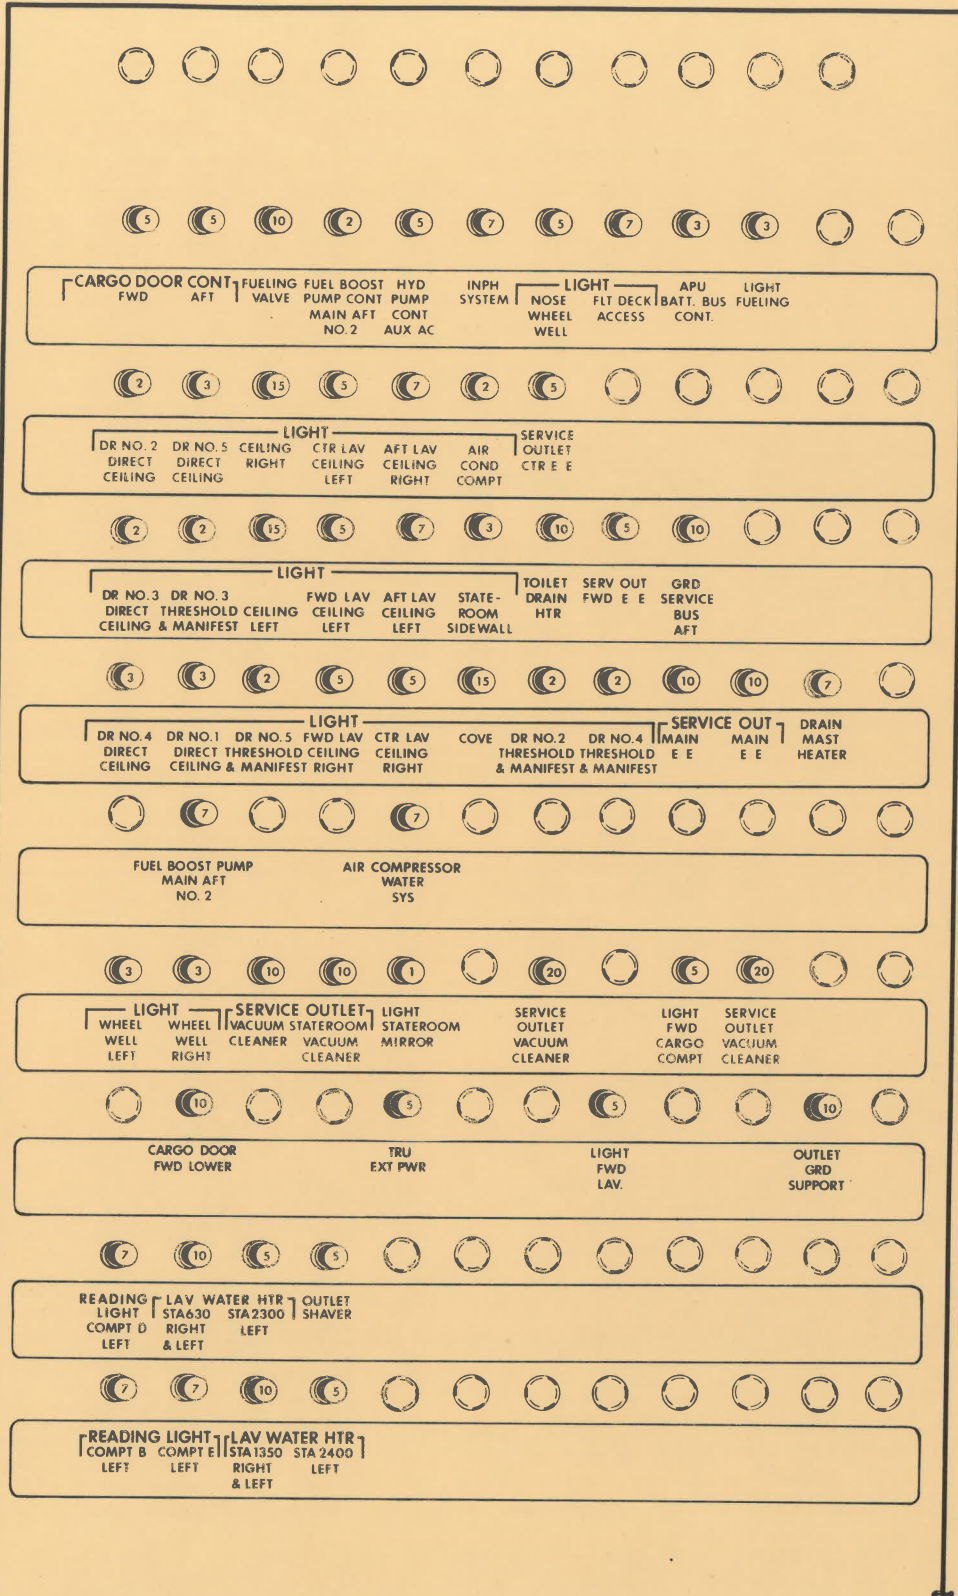 5 5 10 2 5 7 5 7 3 3
CARGO DOOR CONT FUELING FUEL BOOST HYD INPH LIGHT APU LIGHT
FWD AFT VALVE PUMP CONT PUMP SYSTEM NOSE FLT DECK BATT. BUS FUELING
MAIN AFT CONT WHEEL ACCESS CONT.
NO. 2 AUX AC WELL
2 3 15 5 7 2 5
LIGHT SERVICE
DR NO. 2 DR NO. 5 CEILING CTR LAV AFT LAV AIR OUTLET
DIRECT DIRECT RIGHT CEILING CEILING COND CTR E E
CEILING CEILING LEFT RIGHT COMPT
2 2 15 5 7 3 10 5 10
LIGHT TOILET SERV OUT GRD
DR NO. 3 DR NO. 3 FWD LAV AFT LAV STATE- DRAIN FWD E E SERVICE
DIRECT THRESHOLD CEILING CEILING CEILING ROOM HTR BUS
CEILING & MANIFEST LEFT LEFT LEFT SIDEWALL AFT
3 3 2 5 5 15 2 2 10 10 7
LIGHT SERVICE OUT DRAIN
DR NO. 4 DR NO. 1 DR NO. 5 FWD LAV CTR LAV COVE DR NO. 2 DR NO. 4 MAIN MAIN MAST
DIRECT DIRECT THRESHOLD CEILING CEILING THRESHOLD THRESHOLD E E E E HEATER
CEILING CEILING & MANIFEST RIGHT RIGHT & MANIFEST & MANIFEST
7 7
FUEL BOOST PUMP AIR COMPRESSOR
MAIN AFT WATER
NO. 2 SYS
3 3 10 10 1 20 5 20
LIGHT SERVICE OUTLET LIGHT SERVICE LIGHT SERVICE
WHEEL WHEEL VACUUM STATEROOM STATEROOM OUTLET FWD OUTLET
WELL WELL CLEANER VACUUM MIRROR VACUUM CARGO VACUUM
LEFT RIGHT CLEANER CLEANER COMPT CLEANER
10 5 5 10
CARGO DOOR TRU LIGHT OUTLET
FWD LOWER EXT PWR FWD GRD
LAV. SUPPORT
7 10 5 5
READING LAV WATER HTR OUTLET
LIGHT STA630 STA2300 SHAVER
COMPT D RIGHT LEFT
LEFT & LEFT
7 7 10 5
READING LIGHT LAV WATER HTR
COMPT B COMPT E STA1350 STA 2400
LEFT LEFT RIGHT LEFT
& LEFT